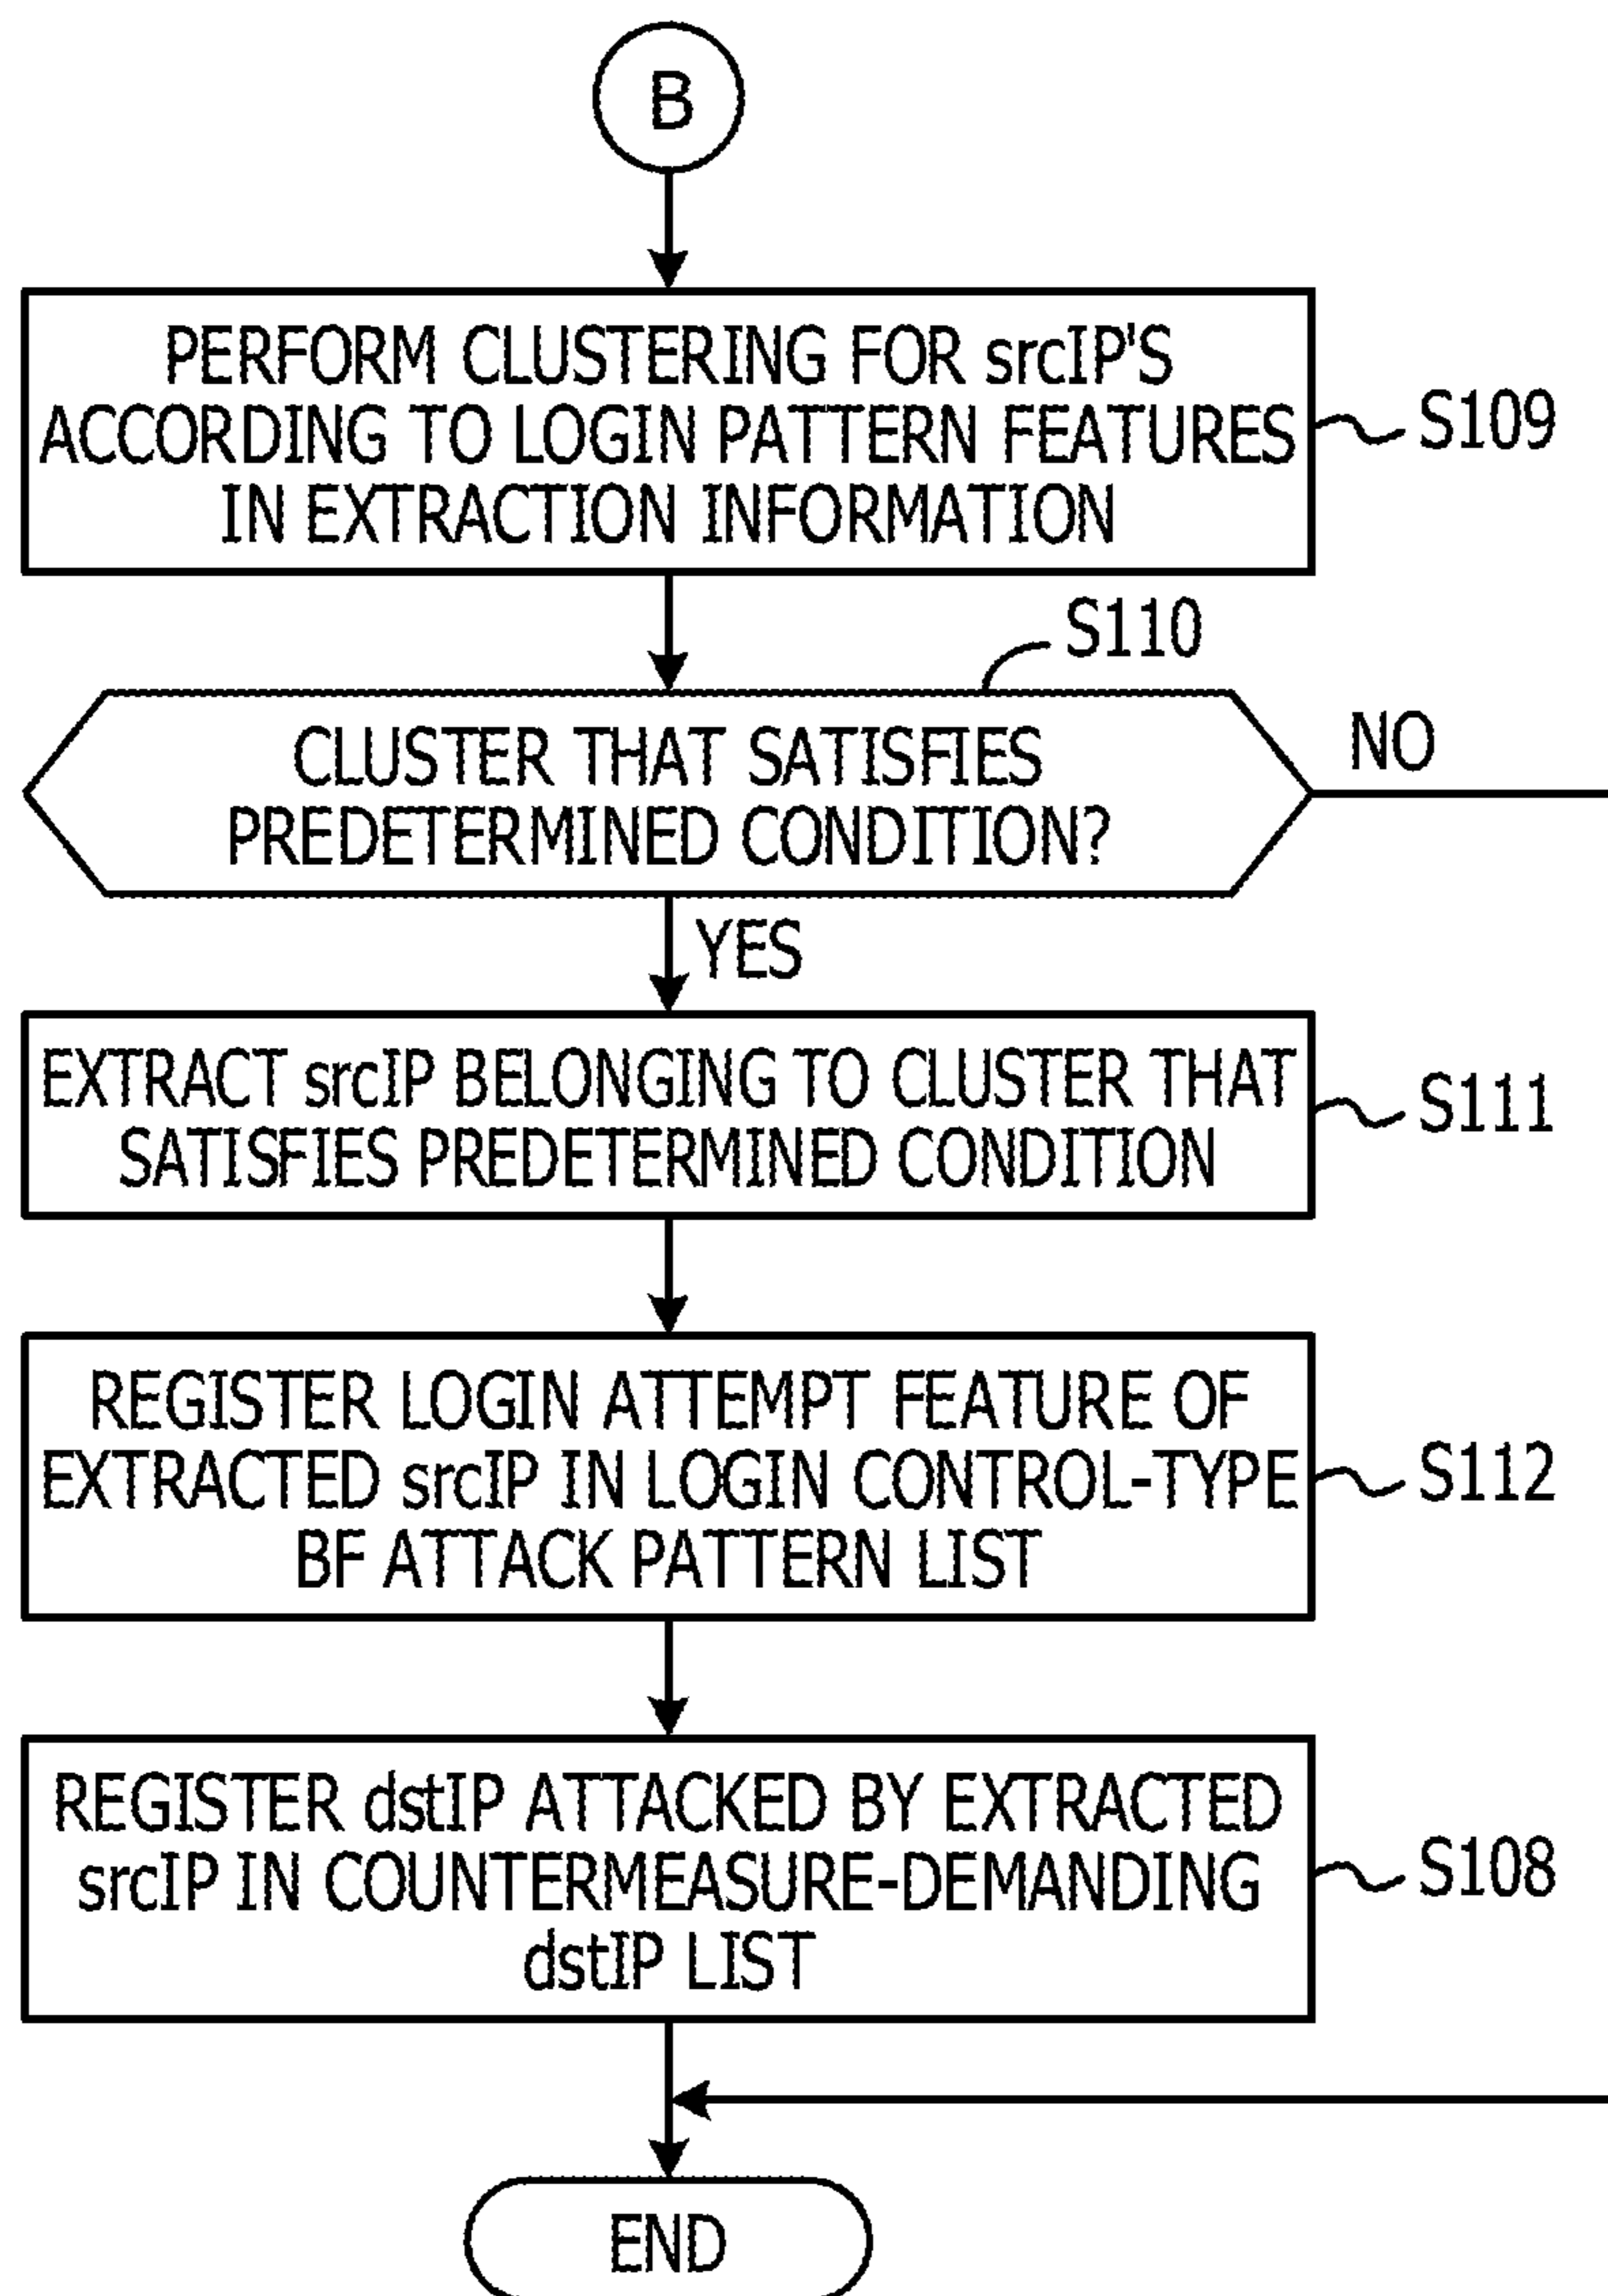 B
PERFORM CLUSTERING FOR srcIP'S
ACCORDING TO LOGIN PATTERN FEATURES
IN EXTRACTION INFORMATION
S109
S110
CLUSTER THAT SATISFIES
PREDETERMINED CONDITION?
NO
YES
EXTRACT srcIP BELONGING TO CLUSTER THAT
SATISFIES PREDETERMINED CONDITION
S111
REGISTER LOGIN ATTEMPT FEATURE OF
EXTRACTED srcIP IN LOGIN CONTROL-TYPE
BF ATTACK PATTERN LIST
S112
REGISTER dstIP ATTACKED BY EXTRACTED
srcIP IN COUNTERMEASURE-DEMANDING
dstIP LIST
S108
END